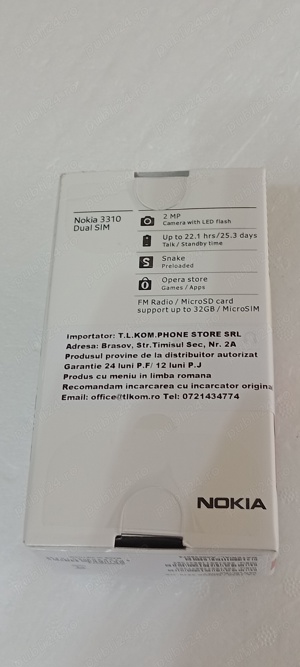 Nokia 3310
Dual SIM
2 MP
Camera with LED flash
Up to 22.1 hrs/25.3 days
Talk / Standby time
Snake
Preloaded
Opera store
Games / Apps
FM Radio / MicroSD card
support up to 32GB / MicroSIM
Importator: T.L.KOM.PHONE STORE SRL
Adresa: Brasov, Str.Timisul Sec, Nr. 2A
Produsul provine de la distribuitor autorizat
Garantie 24 luni P.F/ 12 luni P.J
Produs cu meniu in limba romana
Recomandam incarcarea cu incarcator origina
Email: office@tlkom.ro Tel: 0721434774
NOKIA